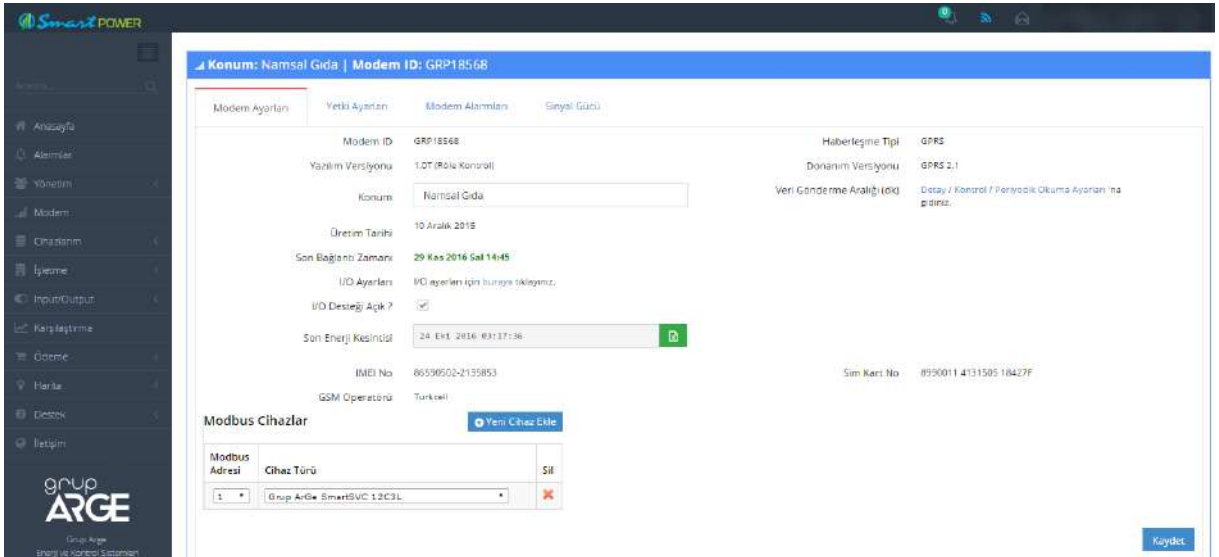 SmartPOWER
0
Konum: Namsal Gıda | Modem ID: GRP18568
Modem Ayarları
Yetki Ayarları
Modem Alarmları
Sinyal Gücü
Anasayfa
Alarmlar
Yönetim
Modem
Cihazlarım
İşletme
Input/Output
Karşılaştırma
Ödeme
Harita
Destek
İletişim
grup
ARGE
Grup Arge
Enerji ve Kontrol Sistemleri
Modem ID GRP18568
Haberleşme Tipi GPRS
Yazılım Versiyonu 1.0T (Röle Kontrol)
Donanım Versiyonu GPRS 2.1
Konum Namsal Gıda
Veri Gönderme Aralığı (dk) Detay / Kontrol / Periyodik Okuma Ayarları 'na
gidiniz.
Üretim Tarihi 10 Aralık 2015
Son Bağlantı Zamanı 29 Kas 2016 Sal 14:45
I/O Ayarları I/O ayarları için buraya tıklayınız.
I/O Desteği Açık ?
Son Enerji Kesintisi 24 Eki 2016 03:17:36
IMEI No 86590502-2135853
Sim Kart No 8990011 4131505 18427F
GSM Operatörü Turkcell
Modbus Cihazlar
Yeni Cihaz Ekle
Modbus
Adresi Cihaz Türü Sil
1 Grup ArGe SmartSVC 12C3L
Kaydet